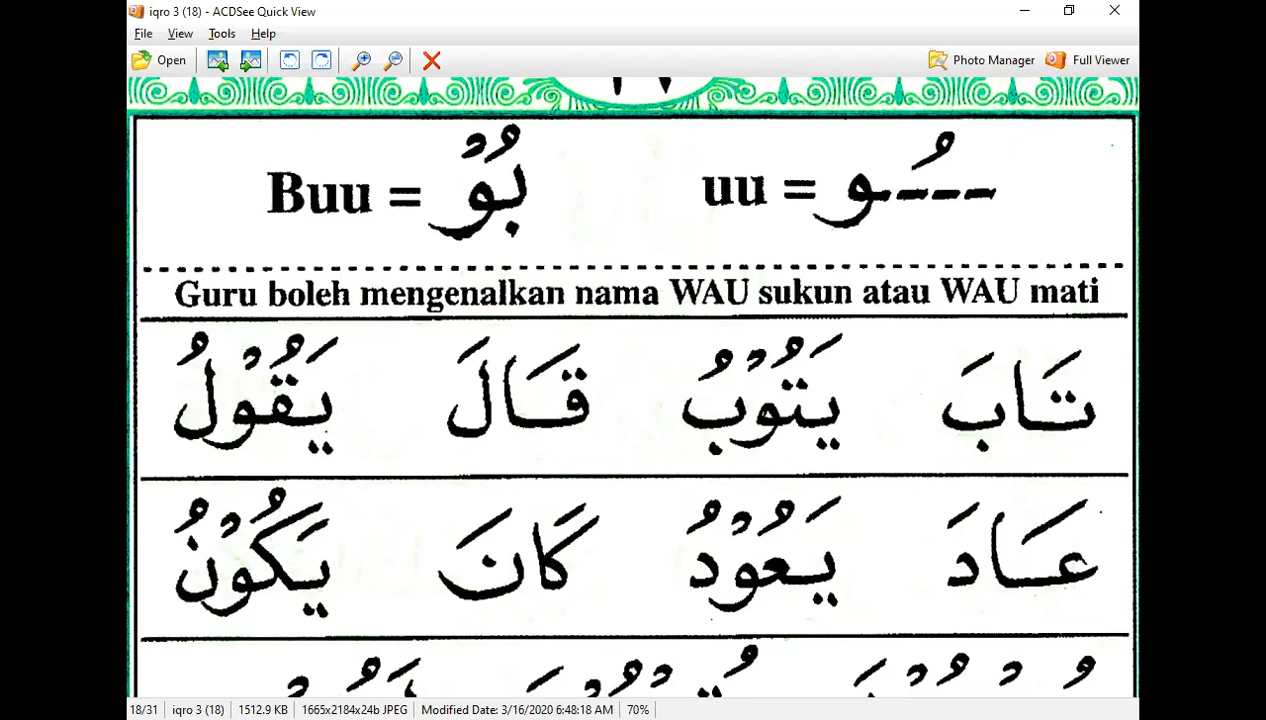 iqro 3 (18) - ACDSee Quick View
File View Tools Help
Open Photo Manager Full Viewer
ـُو = uu بُوْ = Buu
Guru boleh mengenalkan nama WAU sukun atau WAU mati
تَابَ يَتُوْبُ قَالَ يَقُوْلُ
عَادَ يَعُوْدُ كَانَ يَكُوْنُ
18/31 iqro 3 (18) 1512.9 KB 1665x2184x24b JPEG Modified Date: 3/16/2020 6:48:18 AM 70%